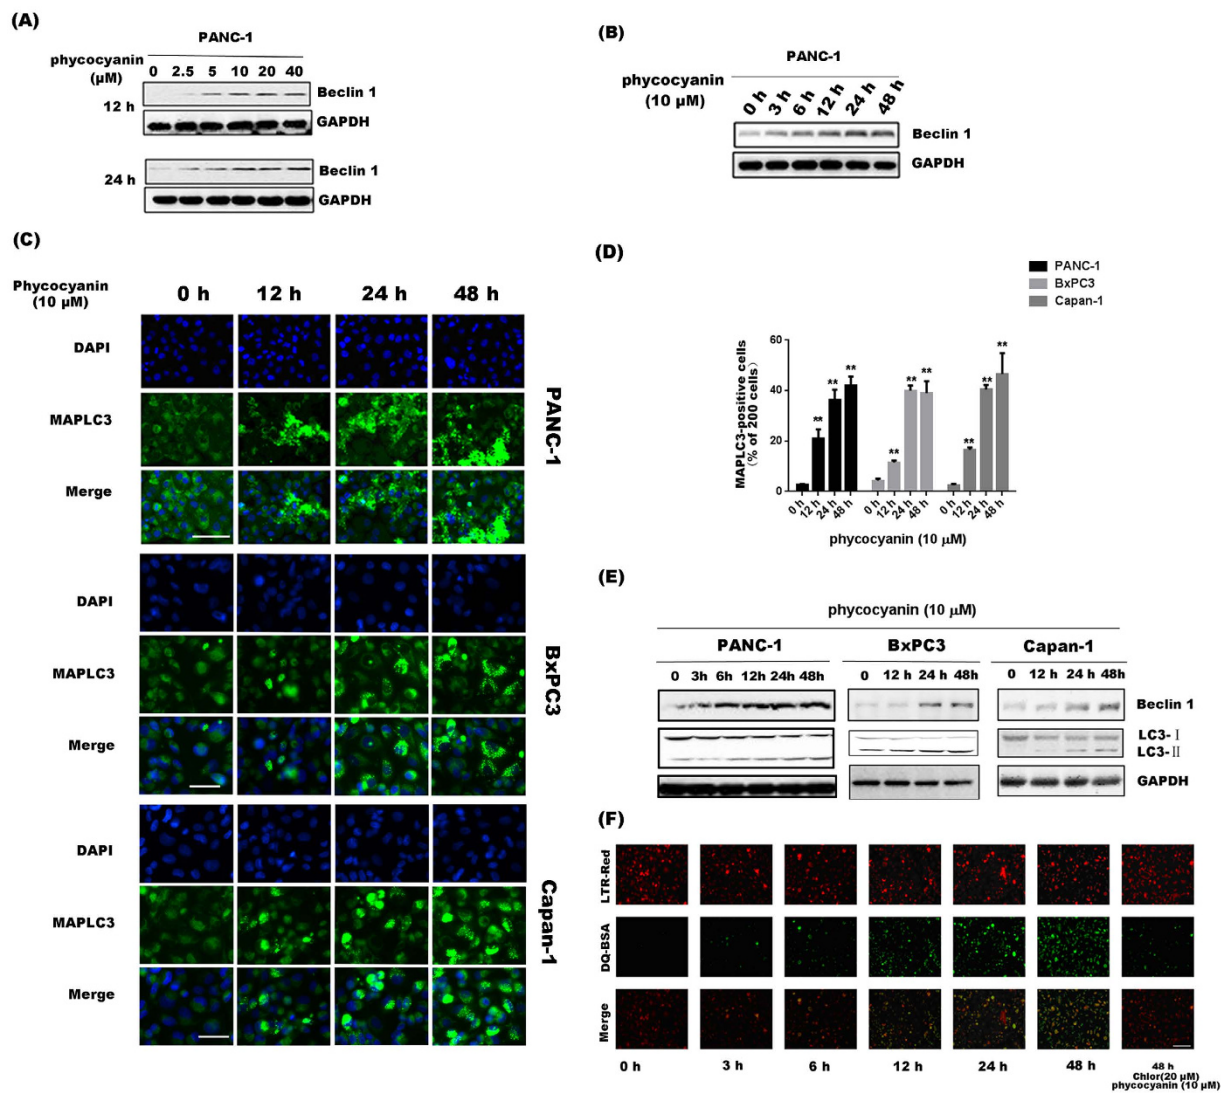 (A)
PANC-1
phycocyanin
(µM)
0 2.5 5 10 20 40
12 h
Beclin 1
GAPDH
24 h
Beclin 1
GAPDH
(B)
PANC-1
phycocyanin
(10 µM)
0 h 3 h 6 h 12 h 24 h 48 h
Beclin 1
GAPDH
(C)
Phycocyanin
(10 µM)
0 h 12 h 24 h 48 h
DAPI
MAPLC3
Merge
PANC-1
DAPI
MAPLC3
Merge
BxPC3
DAPI
MAPLC3
Merge
Capan-1
(D)
PANC-1
BxPC3
Capan-1
MAPLC3-positive cells
(% of 200 cells)
60
40
20
0
** ** **
** ** **
** ** **
0 h 12 h 24 h 48 h 0 h 12 h 24 h 48 h 0 h 12 h 24 h 48 h
phycocyanin (10 µM)
(E)
phycocyanin (10 µM)
PANC-1 BxPC3 Capan-1
0 3h 6h 12h 24h 48h 0 12 h 24 h 48h 0 12 h 24 h 48h
Beclin 1
LC3-Ⅰ
LC3-Ⅱ
GAPDH
(F)
LTR-Red
DQ-BSA
Merge
0 h 3 h 6 h 12 h 24 h 48 h 48 h
Chlor(20 µM)
phycocyanin (10 µM)